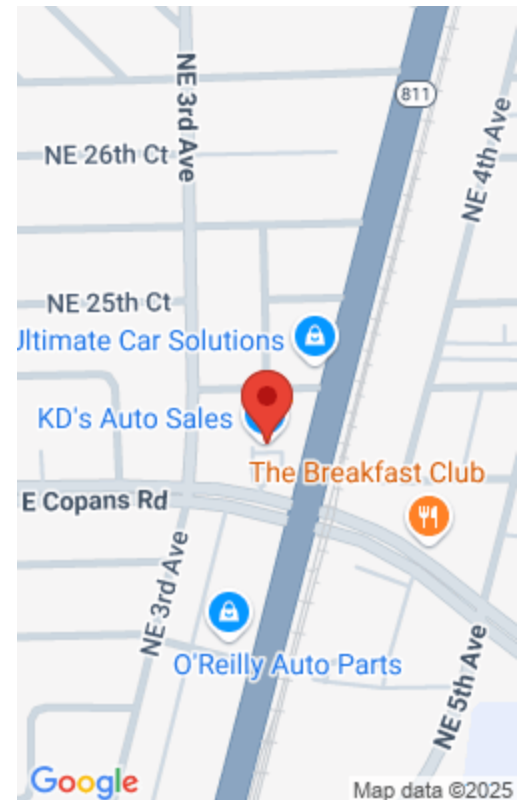 NE 3rd Ave
811
NE 4th Ave
NE 26th Ct
NE 25th Ct
Ultimate Car Solutions
KD's Auto Sales
The Breakfast Club
E Copans Rd
NE 3rd Ave
O'Reilly Auto Parts
NE 5th Ave
Google
Map data ©2025